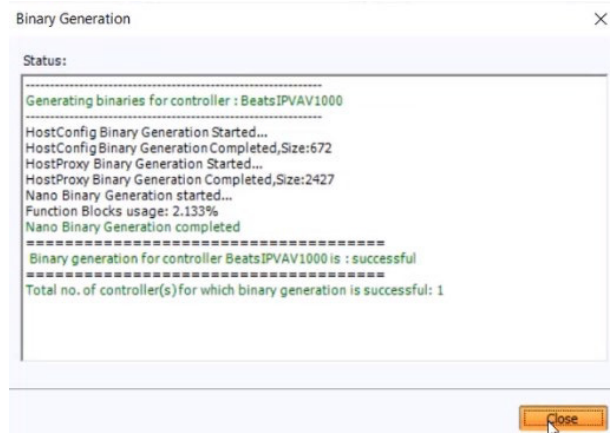 Binary Generation
Status:
------------------------------------------------------------
Generating binaries for controller : BeatsIPVAV1000
------------------------------------------------------------
HostConfig Binary Generation Started...
HostConfig Binary Generation Completed,Size:672
HostProxy Binary Generation Started...
HostProxy Binary Generation Completed,Size:2427
Nano Binary Generation started...
Function Blocks usage: 2.133%
Nano Binary Generation completed
=====================================
Binary generation for controller BeatsIPVAV1000 is : successful
=====================================
Total no. of controller(s) for which binary generation is successful: 1
Close